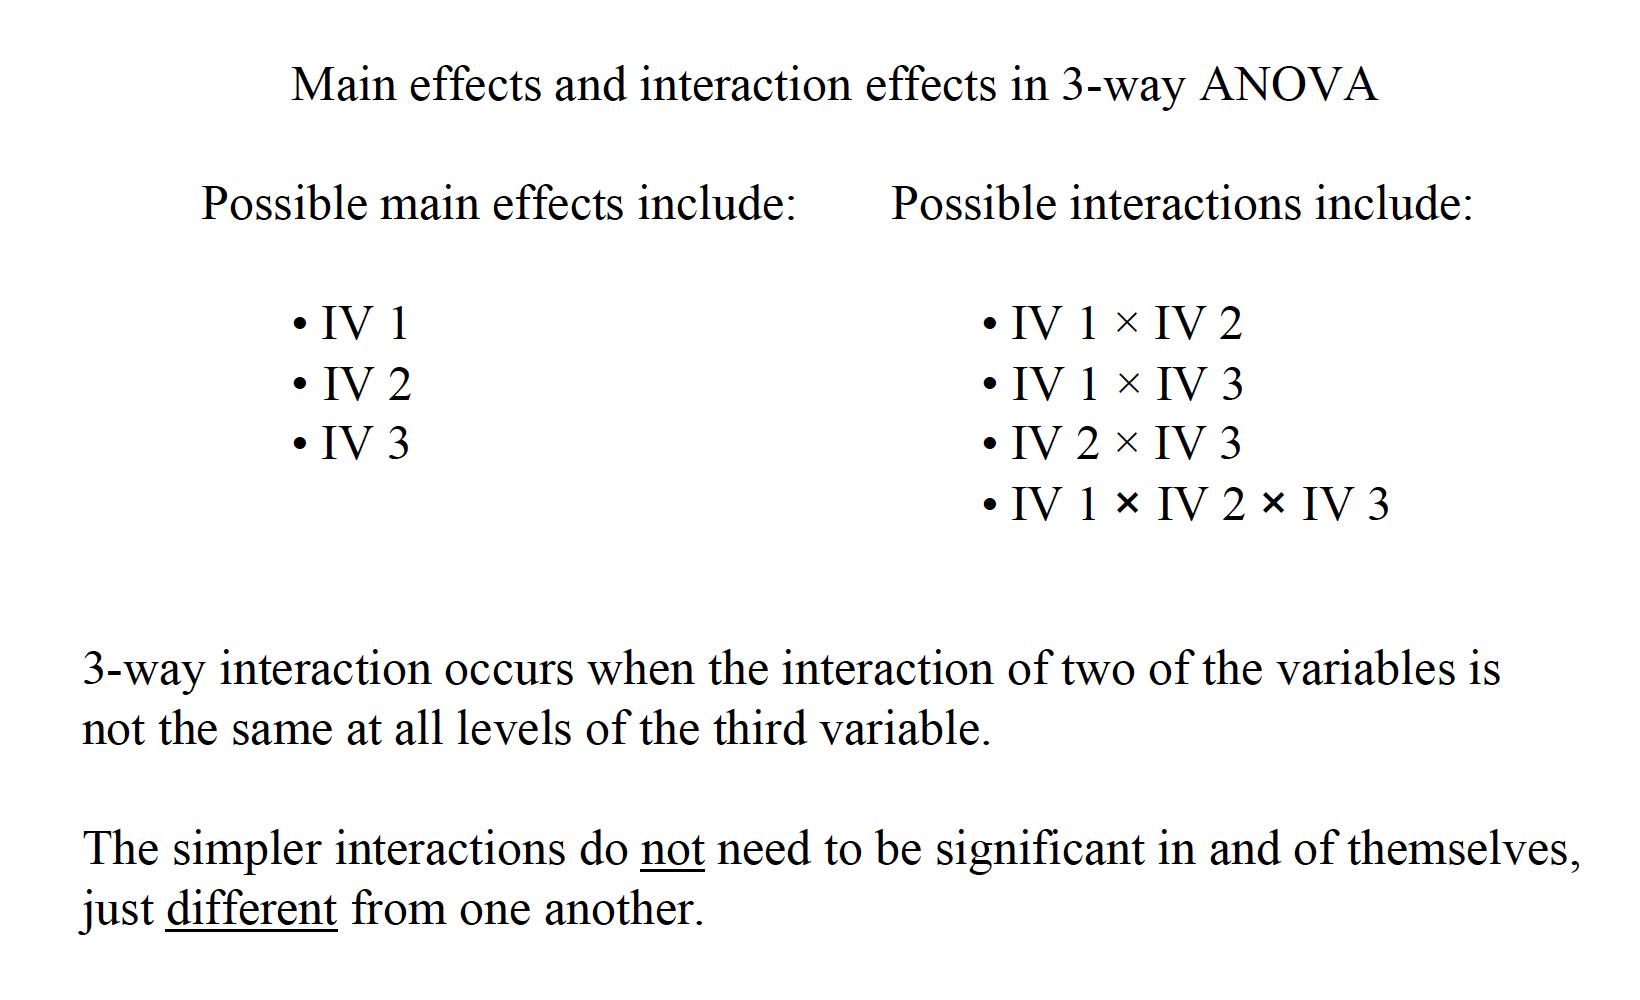 Main effects and interaction effects in 3-way ANOVA
Possible main effects include:
• IV 1
• IV 2
• IV 3
Possible interactions include:
• IV 1 × IV 2
• IV 1 × IV 3
• IV 2 × IV 3
• IV 1 × IV 2 × IV 3
3-way interaction occurs when the interaction of two of the variables is
not the same at all levels of the third variable.
The simpler interactions do not need to be significant in and of themselves,
just different from one another.